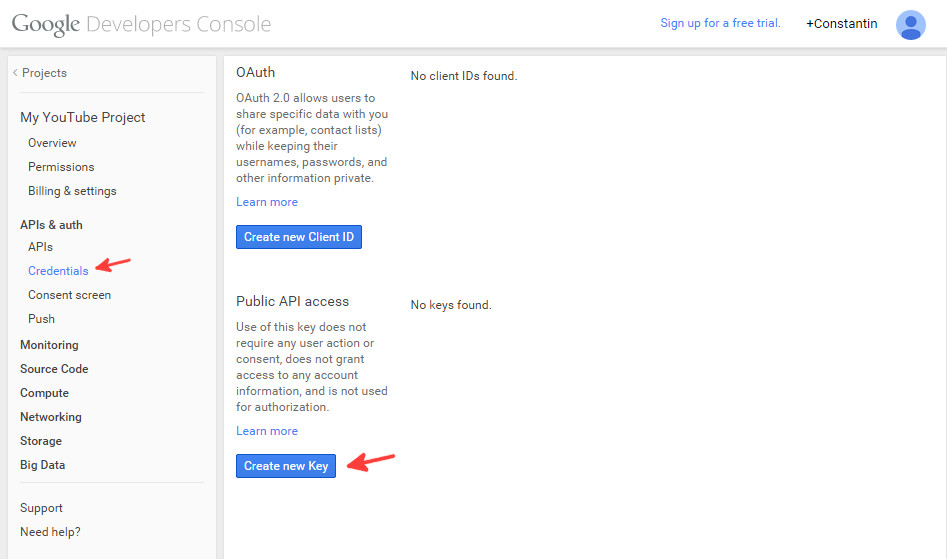 Google Developers Console
Sign up for a free trial.
+Constantin
Projects
My YouTube Project
Overview
Permissions
Billing & settings
APIs & auth
APIs
Credentials
Consent screen
Push
Monitoring
Source Code
Compute
Networking
Storage
Big Data
Support
Need help?
OAuth
OAuth 2.0 allows users to
share specific data with you
(for example, contact lists)
while keeping their
usernames, passwords, and
other information private.
Learn more
Create new Client ID
No client IDs found.
Public API access
Use of this key does not
require any user action or
consent, does not grant
access to any account
information, and is not used
for authorization.
Learn more
Create new Key
No keys found.